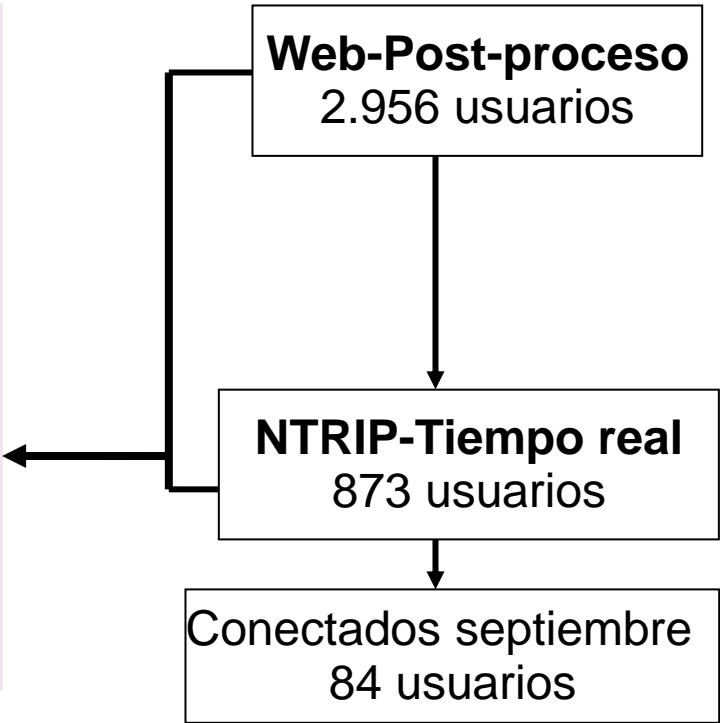 Web-Post-proceso
2.956 usuarios
NTRIP-Tiempo real
873 usuarios
Conectados septiembre
84 usuarios